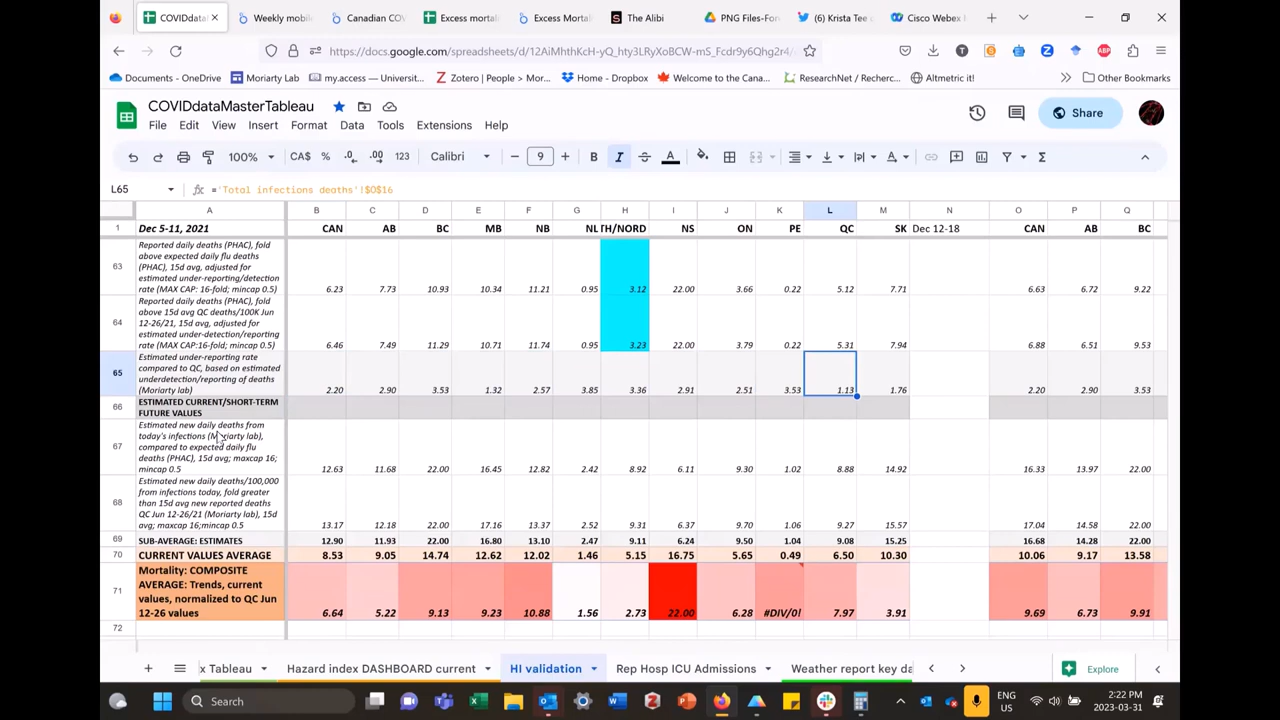 COVIDdat
Weekly mobile
Canadian COV
Excess mortal
Excess Morta
The Alibi
PNG Files-For
(6) Krista Tee
Cisco Webex
https://docs.google.com/spreadsheets/d/12AiMhthKcH-yQ_hty3LRyXoBCW-mS_Fcdr9y6Qhg2r4/
Documents - OneDrive
Moriarty Lab
my.access — Universit...
Zotero | People > Mor...
Home - Dropbox
Welcome to the Cana...
ResearchNet / Recherc...
Altmetric it!
Other Bookmarks
COVIDdataMasterTableau
Share
File Edit View Insert Format Data Tools Extensions Help
100% CA$ % .0 .00 123 Calibri 9 B I A
L65 fx ='Total infections deaths'!$O$16
A B C D E F G H I J K L M N O P Q
1 Dec 5-11, 2021 CAN AB BC MB NB NL TH/NORD NS ON PE QC SK Dec 12-18 CAN AB BC
Reported daily deaths (PHAC), fold
above expected daily flu deaths
(PHAC), 15d avg, adjusted for
estimated under-reporting/detection
rate (MAX CAP: 16-fold; mincap 0.5)
63 6.23 7.73 10.93 10.34 11.21 0.95 3.12 22.00 3.66 0.22 5.12 7.71 6.63 6.72 9.22
Reported daily deaths (PHAC), fold
above 15d avg QC deaths/100K Jun
12-26/21, 15d avg, adjusted for
estimated under-detection/reporting
rate (MAX CAP:16-fold; mincap 0.5)
64 6.46 7.49 11.29 10.71 11.74 0.95 3.23 22.00 3.79 0.22 5.31 7.94 6.88 6.51 9.53
Estimated under-reporting rate
compared to QC, based on estimated
underdetection/reporting of deaths
(Moriarty lab)
65 2.20 2.90 3.53 1.32 2.57 3.85 3.36 2.91 2.51 3.53 1.13 1.76 2.20 2.90 3.53
66 ESTIMATED CURRENT/SHORT-TERM
FUTURE VALUES
Estimated new daily deaths from
today's infections (Moriarty lab),
compared to expected daily flu
deaths (PHAC), 15d avg; maxcap 16;
mincap 0.5
67 12.63 11.68 22.00 16.45 12.82 2.42 8.92 6.11 9.30 1.02 8.88 14.92 16.33 13.97 22.00
Estimated new daily deaths/100,000
from infections today, fold greater
than 15d avg new reported deaths
QC Jun 12-26/21 (Moriarty lab), 15d
avg; maxcap 16;mincap 0.5
68 13.17 12.18 22.00 17.16 13.37 2.52 9.31 6.37 9.70 1.06 9.27 15.57 17.04 14.58 22.00
69 SUB-AVERAGE: ESTIMATES 12.90 11.93 22.00 16.80 13.10 2.47 9.11 6.24 9.50 1.04 9.08 15.25 16.68 14.28 22.00
70 CURRENT VALUES AVERAGE 8.53 9.05 14.74 12.62 12.02 1.46 5.15 16.75 5.65 0.49 6.50 10.30 10.06 9.17 13.58
Mortality: COMPOSITE
AVERAGE: Trends, current
values, normalized to QC Jun
12-26 values
71 6.64 5.22 9.13 9.23 10.88 1.56 2.73 22.00 6.28 #DIV/0! 7.97 3.91 9.69 6.73 9.91
72
x Tableau
Hazard index DASHBOARD current
HI validation
Rep Hosp ICU Admissions
Weather report key da
Explore
Search
ENG
US
2:22 PM
2023-03-31